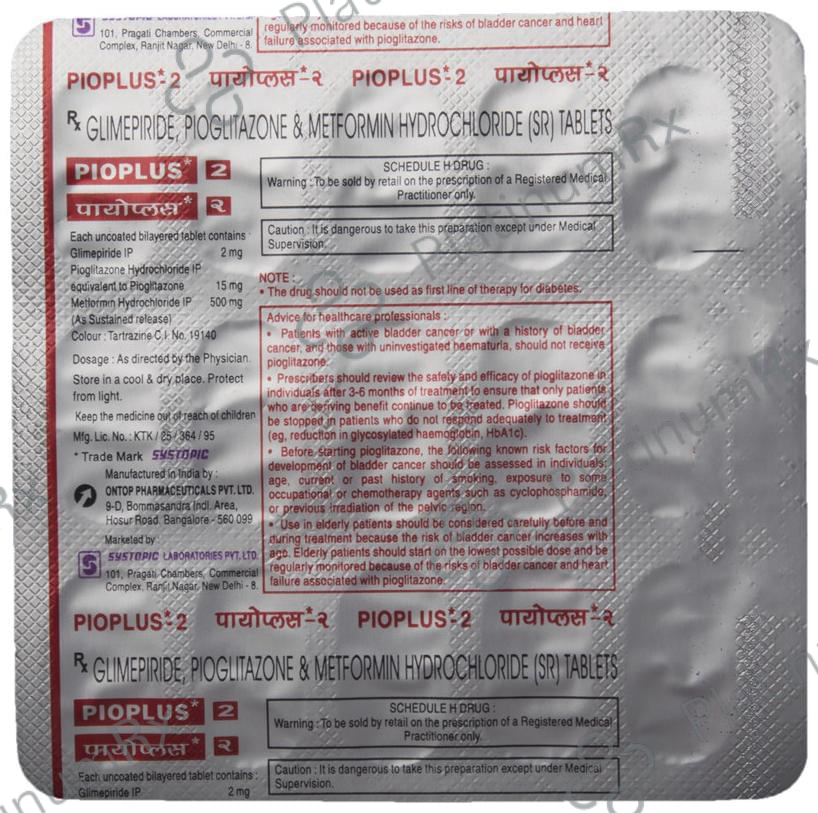 SYSTOPIC LABORATORIES PVT. LTD.
101, Pragati Chambers, Commercial
Complex, Ranjit Nagar, New Delhi - 8.
regularly monitored because of the risks of bladder cancer and heart
failure associated with pioglitazone.
PIOPLUS*-2 पायोप्लस*-२ PIOPLUS*-2 पायोप्लस*-२
Rx GLIMEPIRIDE, PIOGLITAZONE & METFORMIN HYDROCHLORIDE (SR) TABLETS
PIOPLUS* 2
पायोप्लस* २
SCHEDULE H DRUG :
Warning : To be sold by retail on the prescription of a Registered Medical
Practitioner only.
Caution : It is dangerous to take this preparation except under Medical
Supervision.
Each uncoated bilayered tablet contains :
Glimepiride IP 2 mg
Pioglitazone Hydrochloride IP
equivalent to Pioglitazone 15 mg
Metformin Hydrochloride IP 500 mg
(As Sustained release)
Colour : Tartrazine C.I. No. 19140
Dosage : As directed by the Physician.
Store in a cool & dry place. Protect
from light.
Keep the medicine out of reach of children
Mfg. Lic. No. : KTK / 25 / 364 / 95
* Trade Mark SYSTOPIC
Manufactured in India by :
ONTOP PHARMACEUTICALS PVT. LTD.
9-D, Bommasandra Indl. Area,
Hosur Road. Bangalore - 560 099
Marketed by :
SYSTOPIC LABORATORIES PVT. LTD.
101, Pragati Chambers, Commercial
Complex, Ranjit Nagar, New Delhi - 8.
NOTE :
• The drug should not be used as first line of therapy for diabetes.
Advice for healthcare professionals :
• Patients with active bladder cancer or with a history of bladder
cancer, and those with uninvestigated haematuria, should not receive
pioglitazone.
• Prescribers should review the safety and efficacy of pioglitazone in
individuals after 3-6 months of treatment to ensure that only patients
who are deriving benefit continue to be treated. Pioglitazone should
be stopped in patients who do not respond adequately to treatment
(eg, reduction in glycosylated haemoglobin, HbA1c).
• Before starting pioglitazone, the following known risk factors for
development of bladder cancer should be assessed in individuals:
age, current or past history of smoking, exposure to some
occupational or chemotherapy agents such as cyclophosphamide,
or previous irradiation of the pelvic region.
• Use in elderly patients should be considered carefully before and
during treatment because the risk of bladder cancer increases with
age. Elderly patients should start on the lowest possible dose and be
regularly monitored because of the risks of bladder cancer and heart
failure associated with pioglitazone.
PIOPLUS*-2 पायोप्लस*-२ PIOPLUS*-2 पायोप्लस*-२
Rx GLIMEPIRIDE, PIOGLITAZONE & METFORMIN HYDROCHLORIDE (SR) TABLETS
PIOPLUS* 2
पायोप्लस* २
SCHEDULE H DRUG :
Warning : To be sold by retail on the prescription of a Registered Medical
Practitioner only.
Caution : It is dangerous to take this preparation except under Medical
Supervision.
Each uncoated bilayered tablet contains :
Glimepiride IP 2 mg
PlatinumRx